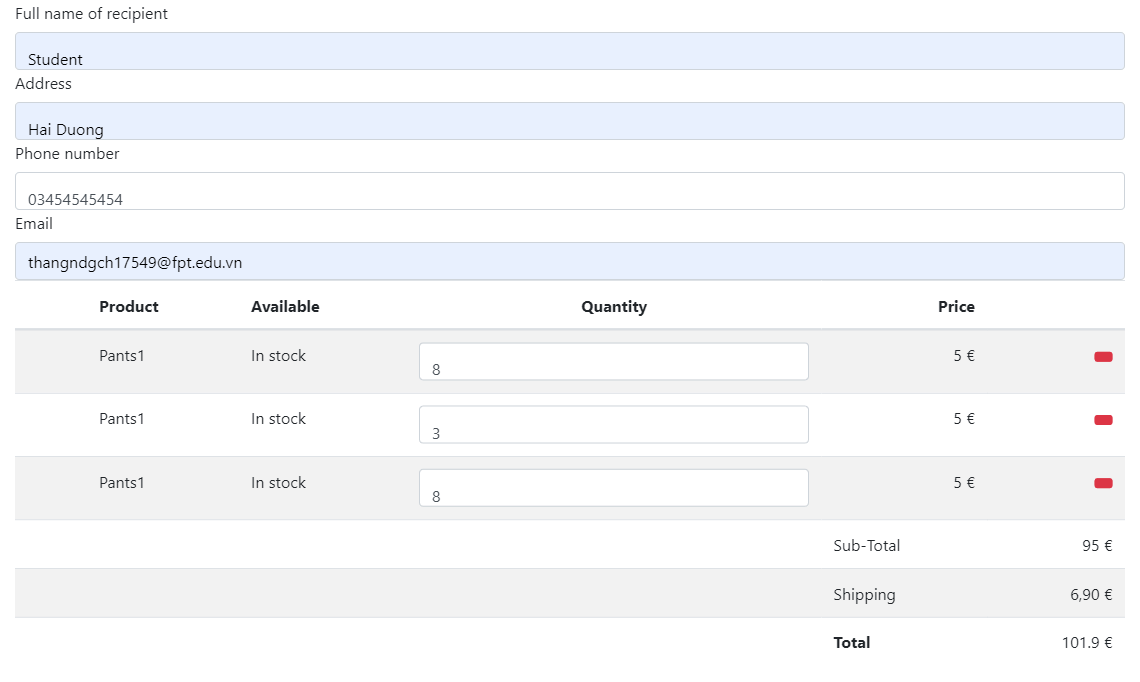 Full name of recipient
Student
Address
Hai Duong
Phone number
03454545454
Email
thangndgch17549@fpt.edu.vn
Product Available Quantity Price
Pants1 In stock 8 5 €
Pants1 In stock 3 5 €
Pants1 In stock 8 5 €
Sub-Total 95 €
Shipping 6,90 €
Total 101.9 €